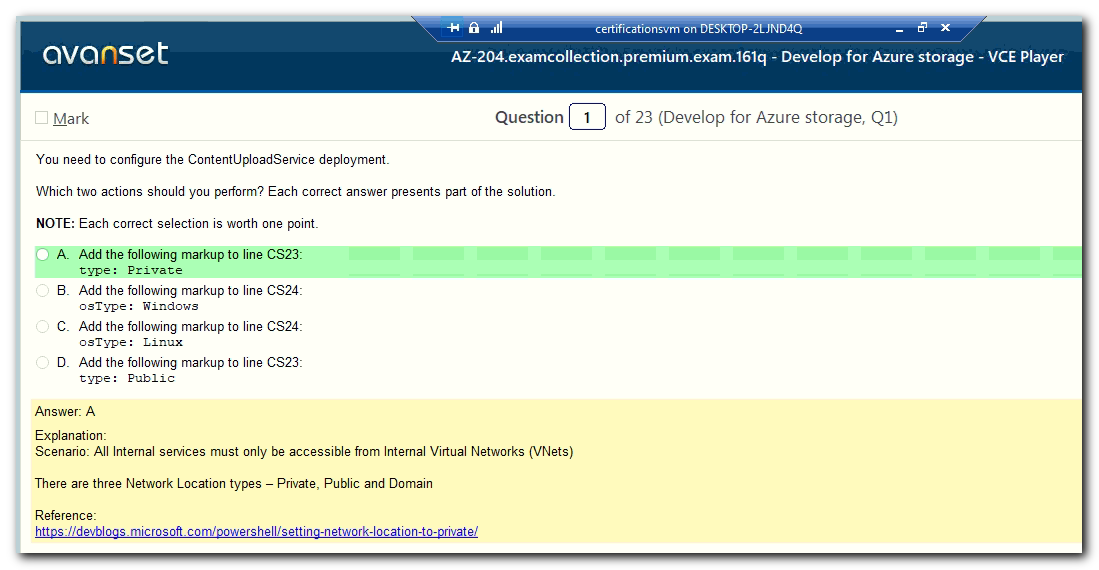 certificationsvm on DESKTOP-2LJND4Q
avanset
AZ-204.examcollection.premium.exam.161q - Develop for Azure storage - VCE Player
Mark
Question 1 of 23 (Develop for Azure storage, Q1)
You need to configure the ContentUploadService deployment.
Which two actions should you perform? Each correct answer presents part of the solution.
NOTE: Each correct selection is worth one point.
A. Add the following markup to line CS23:
type: Private
B. Add the following markup to line CS24:
osType: Windows
C. Add the following markup to line CS24:
osType: Linux
D. Add the following markup to line CS23:
type: Public
Answer: A
Explanation:
Scenario: All Internal services must only be accessible from Internal Virtual Networks (VNets)
There are three Network Location types – Private, Public and Domain
Reference:
https://devblogs.microsoft.com/powershell/setting-network-location-to-private/